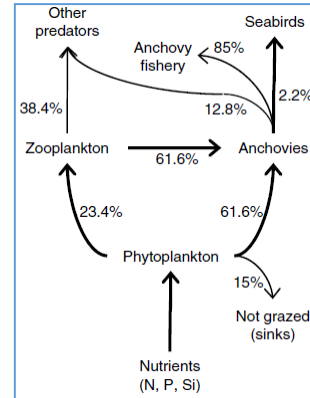 Other
predators
Seabirds
Anchovy
fishery
85%
38.4%
12.8%
2.2%
Zooplankton
61.6%
Anchovies
23.4%
61.6%
Phytoplankton
15%
Not grazed
(sinks)
Nutrients
(N, P, Si)